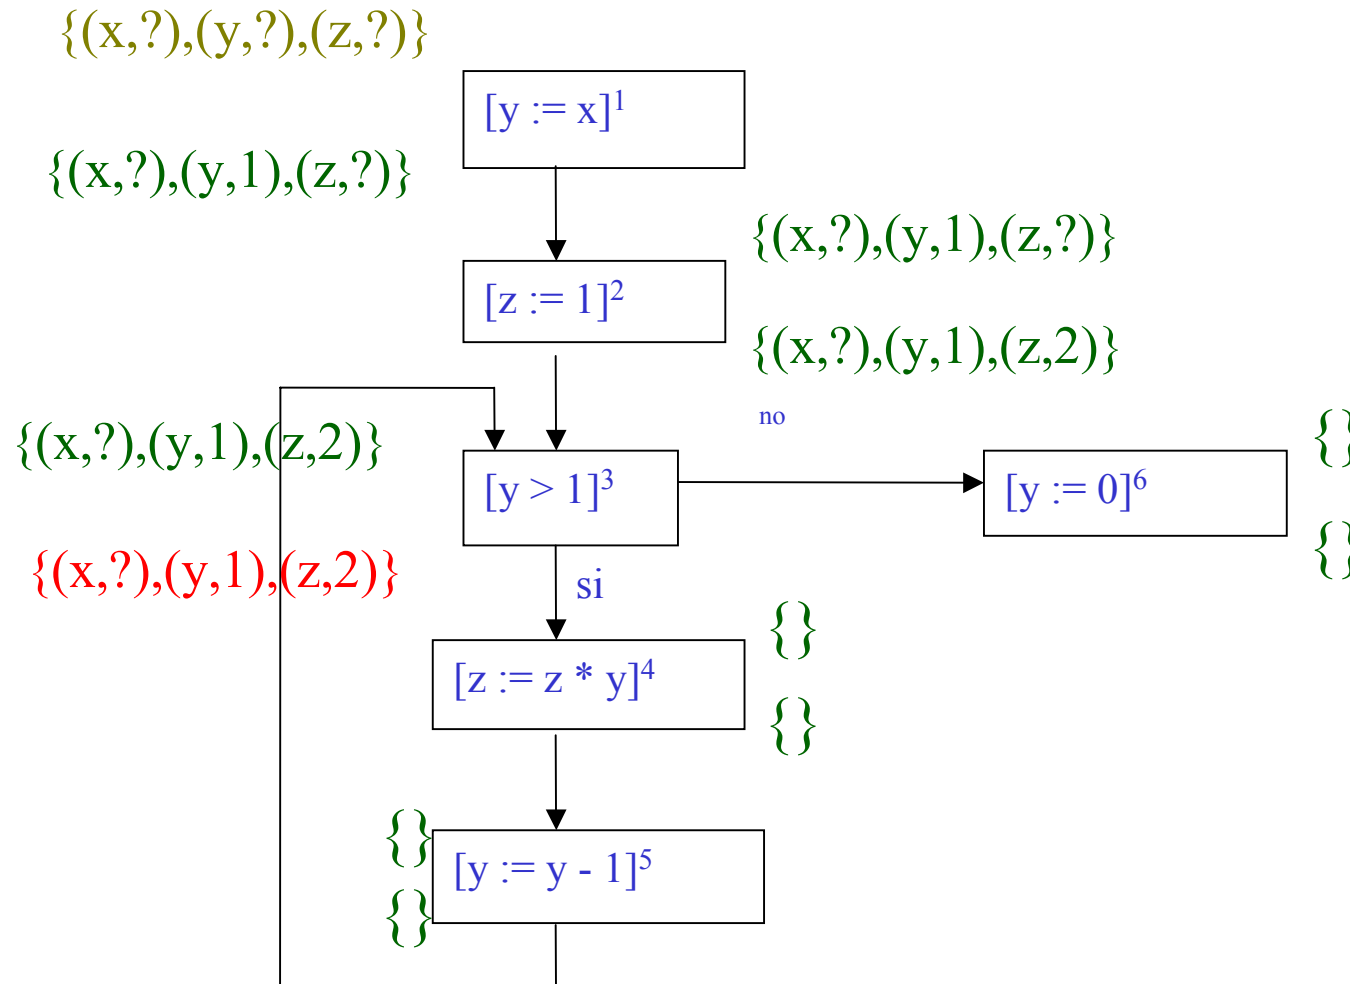 {(x,?),(y,?),(z,?)}
[y := x]1
{(x,?),(y,1),(z,?)}
{(x,?),(y,1),(z,?)}
[z := 1]2
{(x,?),(y,1),(z,2)}
no
{(x,?),(y,1),(z,2)}
{}
[y > 1]3
[y := 0]6
{}
{(x,?),(y,1),(z,2)}
si
{}
[z := z * y]4
{}
{}
[y := y - 1]5
{}